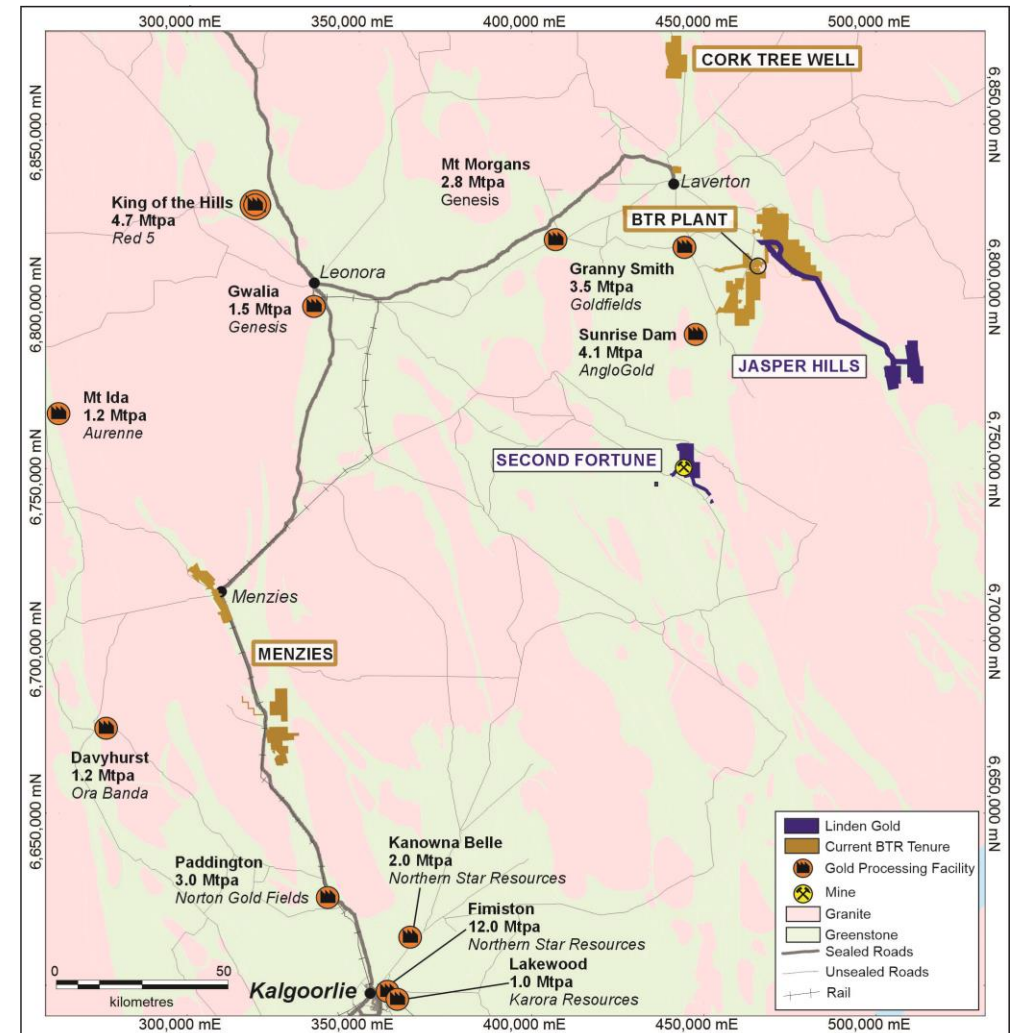 300,000 mE
350,000 mE
400,000 mE
450,000 mE
500,000 mE
CORK TREE WELL
6,850,000 mN
6,850,000 mN
Mt Morgans
2.8 Mtpa
Genesis
Laverton
King of the Hills
4.7 Mtpa
Red 5
BTR PLANT
Leonora
Granny Smith
3.5 Mtpa
Goldfields
6,800,000 mN
6,800,000 mN
Gwalia
1.5 Mtpa
Genesis
Sunrise Dam
4.1 Mtpa
AngloGold
JASPER HILLS
Mt Ida
1.2 Mtpa
Aurenne
6,750,000 mN
6,750,000 mN
SECOND FORTUNE
Menzies
6,700,000 mN
6,700,000 mN
MENZIES
Davyhurst
1.2 Mtpa
Ora Banda
6,650,000 mN
6,650,000 mN
Paddington
3.0 Mtpa
Norton Gold Fields
Kanowna Belle
2.0 Mtpa
Northern Star Resources
Fimiston
12.0 Mtpa
Northern Star Resources
Lakewood
1.0 Mtpa
Karora Resources
Kalgoorlie
0
50
kilometres
Linden Gold
Current BTR Tenure
Gold Processing Facility
Mine
Granite
Greenstone
Sealed Roads
Unsealed Roads
Rail
300,000 mE
350,000 mE
400,000 mE
450,000 mE
500,000 mE